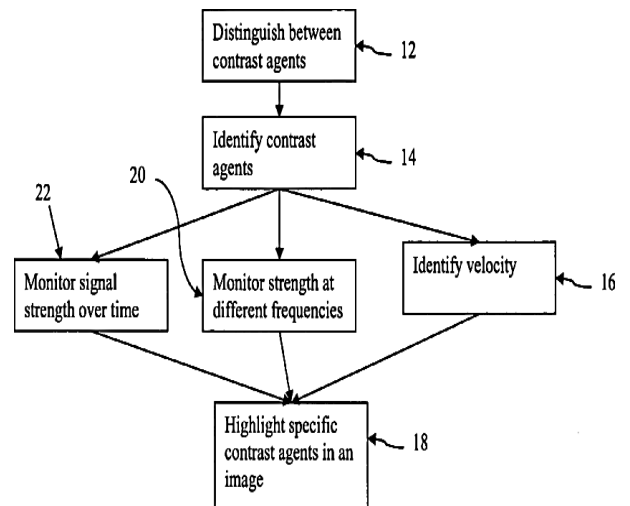 Distinguish between
contrast agents
12
Identify contrast
agents
14
20
22
Monitor signal
strength over time
Monitor strength at
different frequencies
Identify velocity
16
Highlight specific
contrast agents in an
image
18